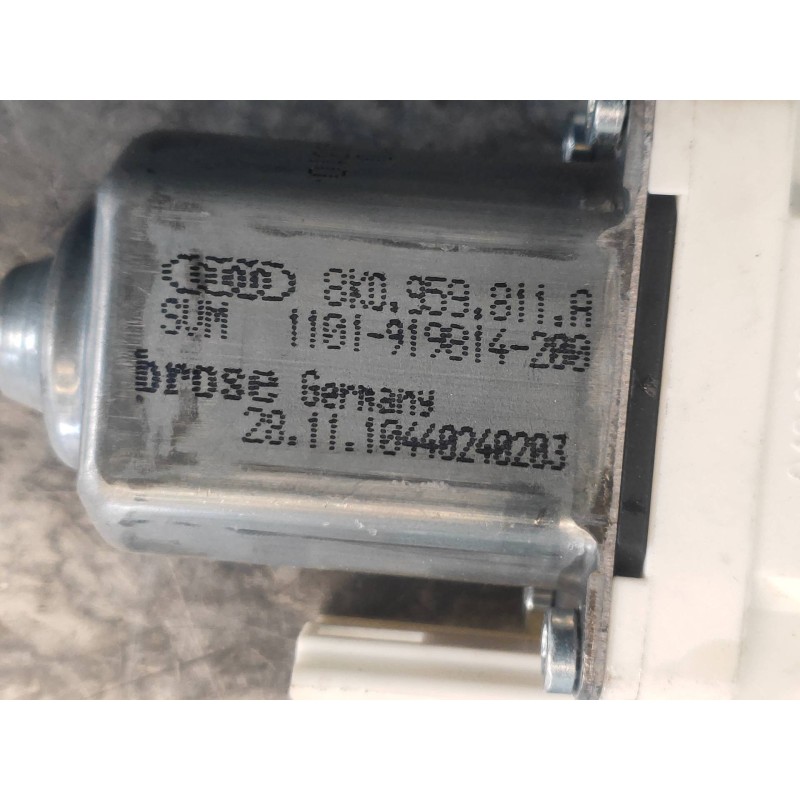 8K0.959.811.A
SVM 1101-919814-200
Brose Germany
28.11.10440240203